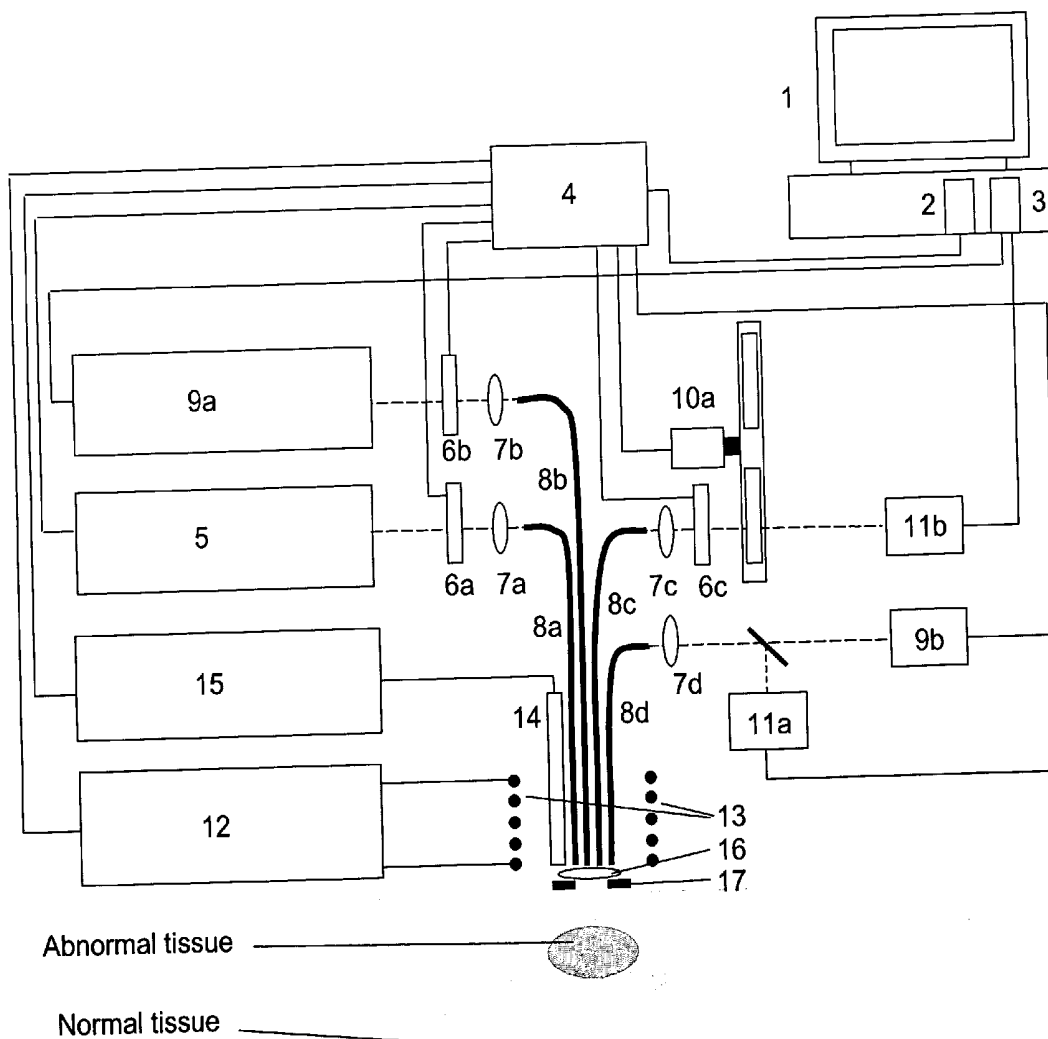 1
2
3
4
9a
6b
7b
8b
10a
5
6a
7a
8a
8c
7c
6c
11b
15
14
8d
7d
9b
11a
12
13
16
17
Abnormal tissue
Normal tissue